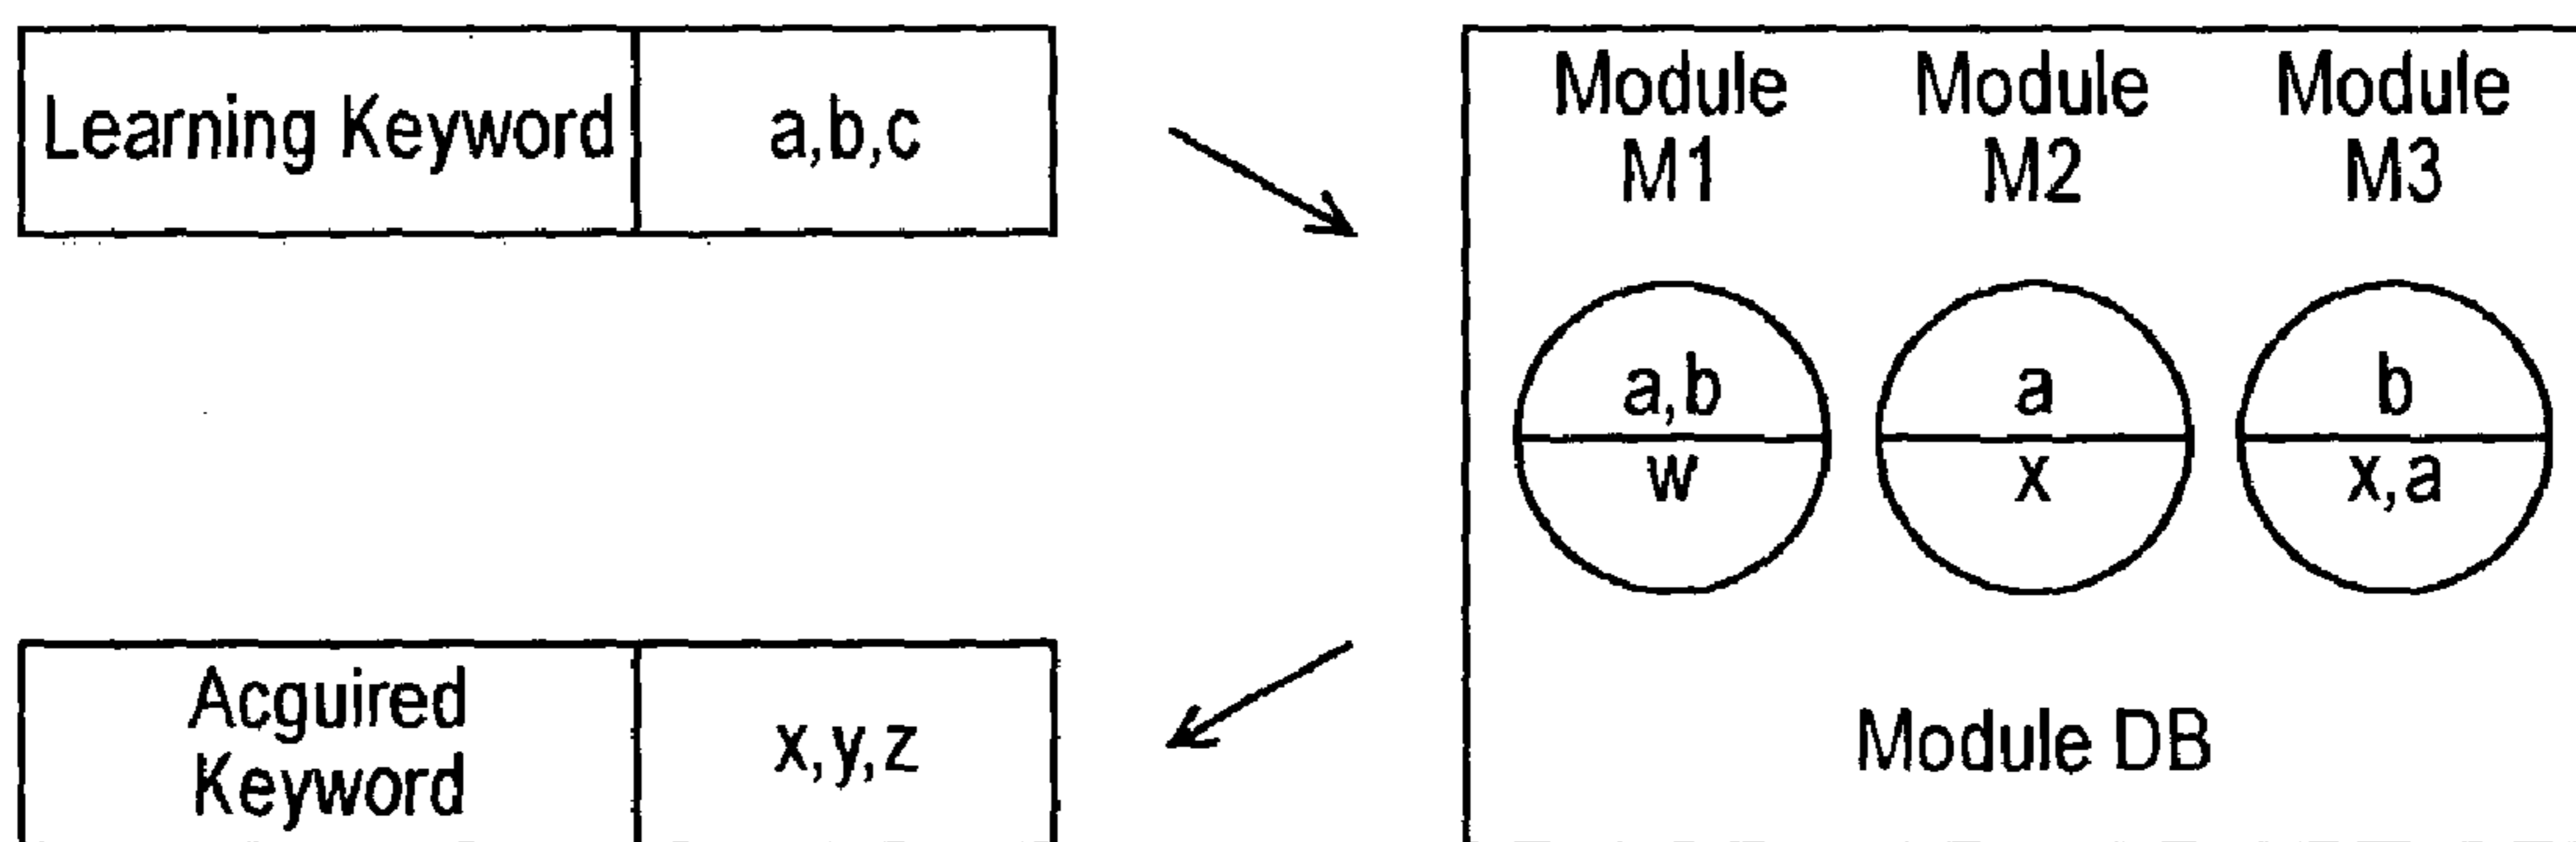 Learning Keyword
a,b,c
Module
M1
Module
M2
Module
M3
a,b
w
a
x
b
x,a
Acguired
Keyword
x,y,z
Module DB